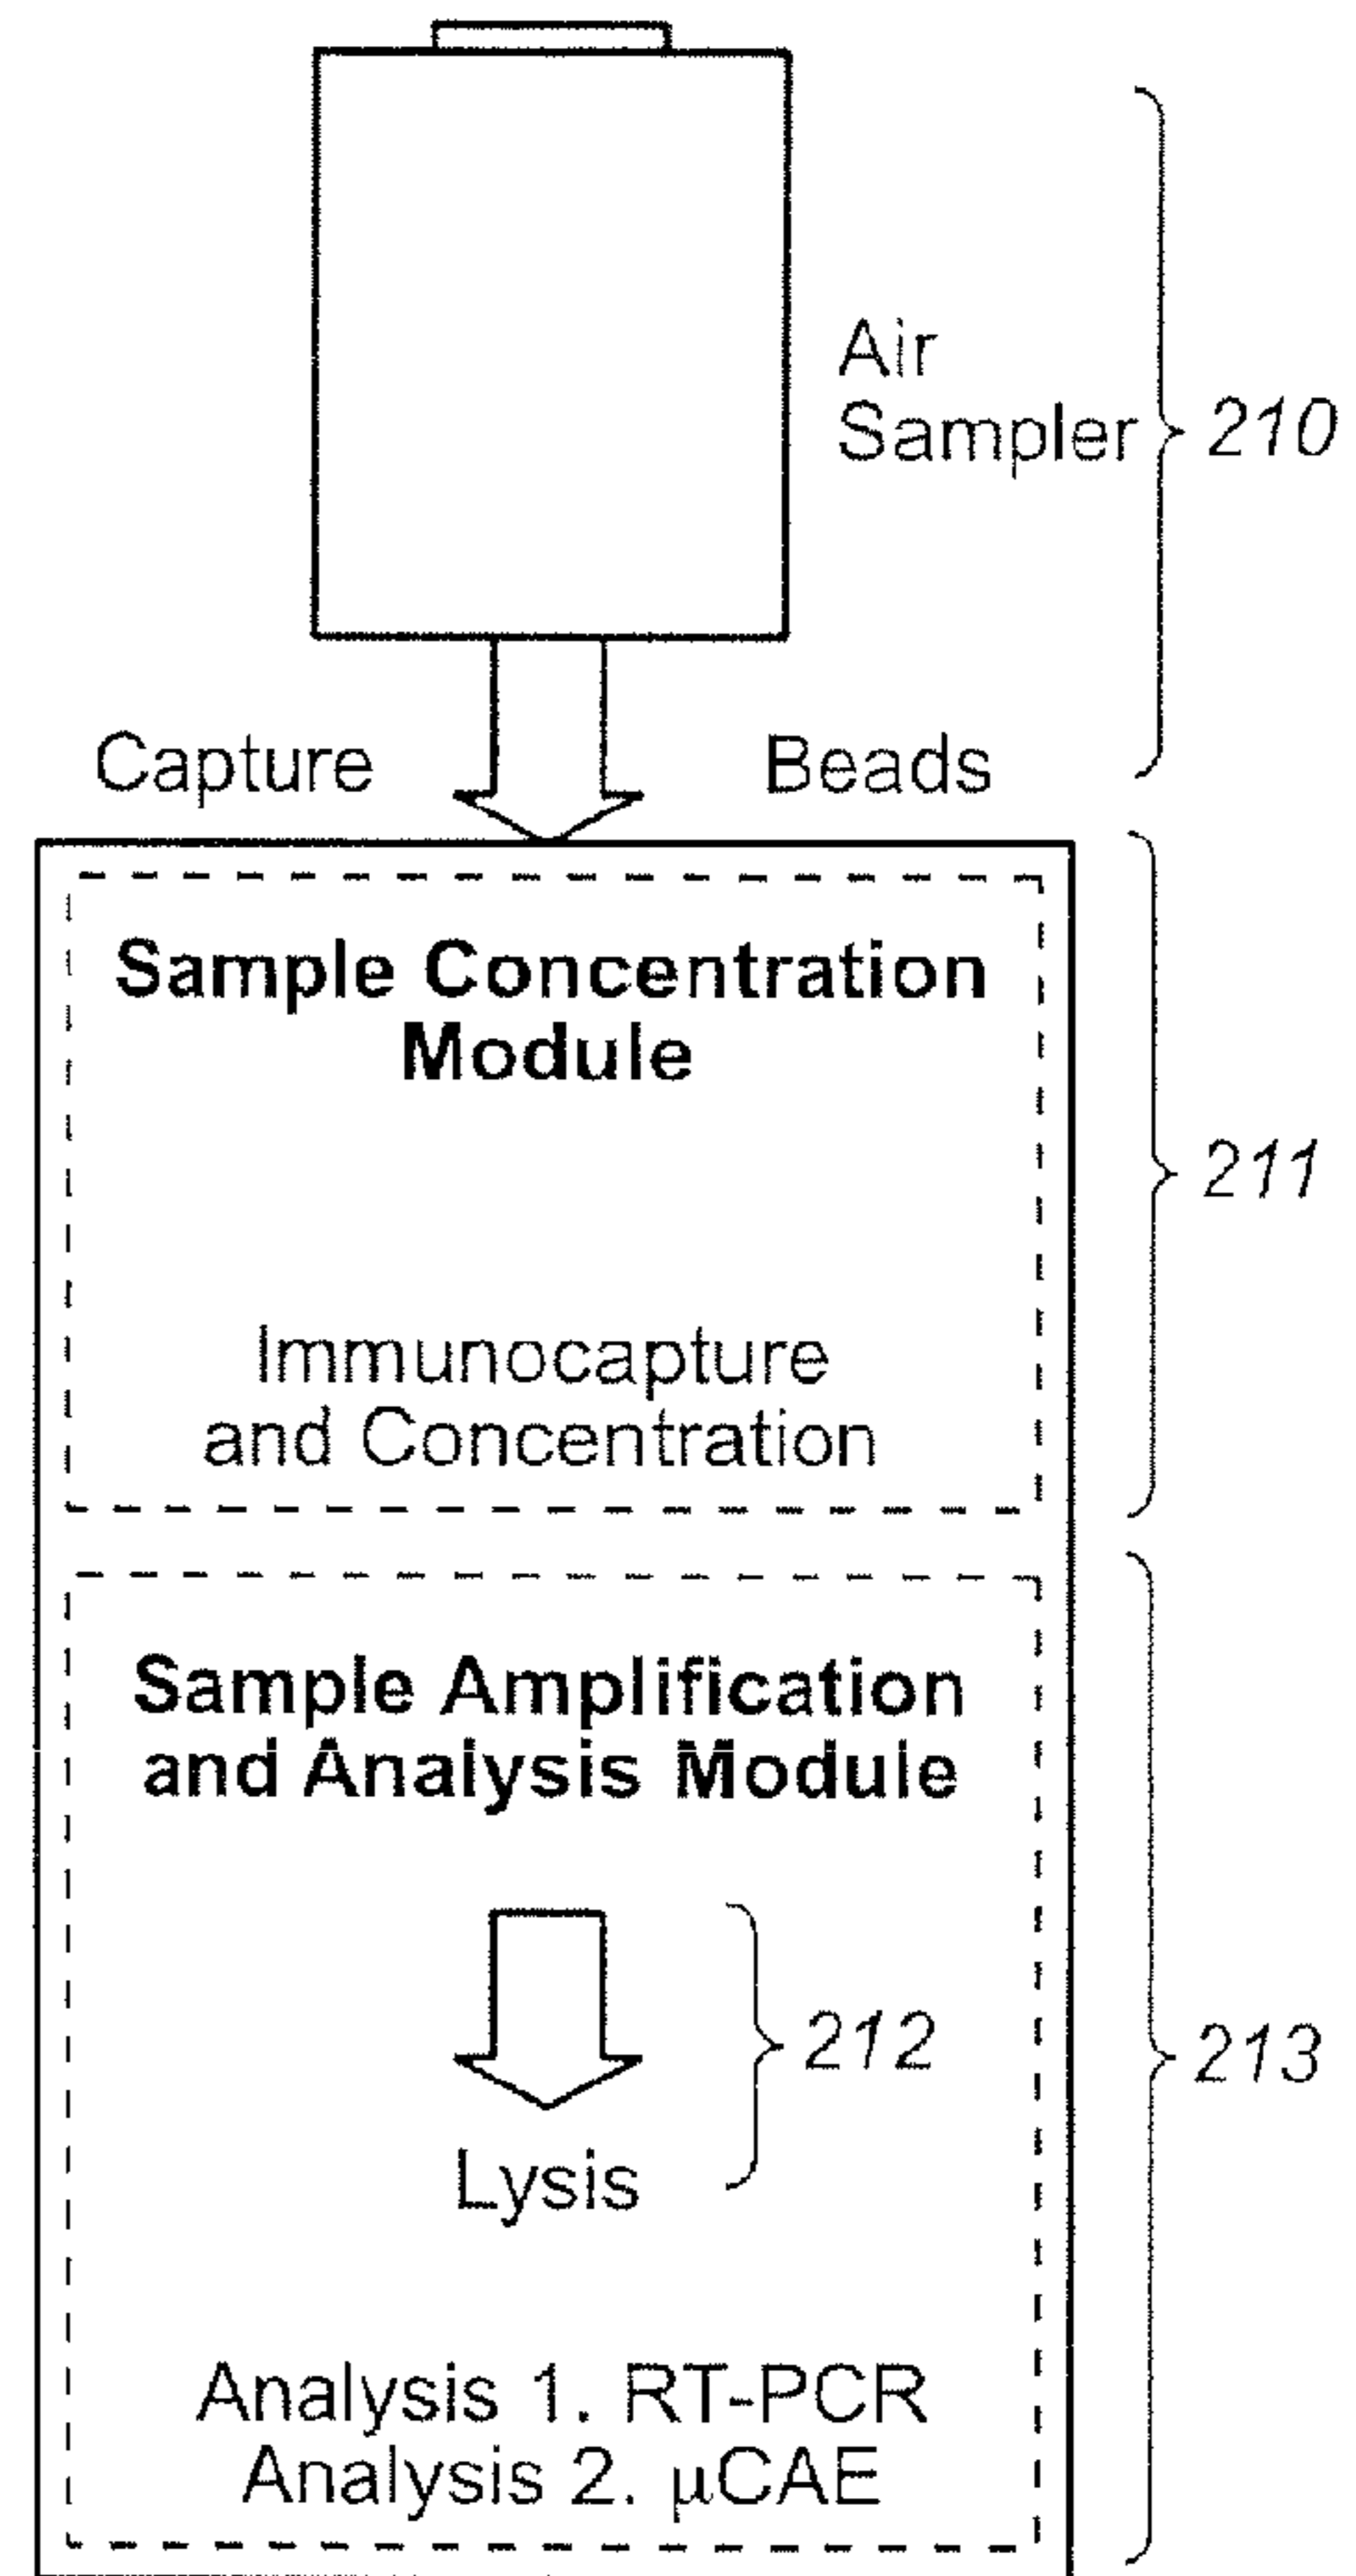 Air
Sampler
210
Capture Beads
Sample Concentration
Module
211
Immunocapture
and Concentration
Sample Amplification
and Analysis Module
212
213
Lysis
Analysis 1. RT-PCR
Analysis 2. µCAE